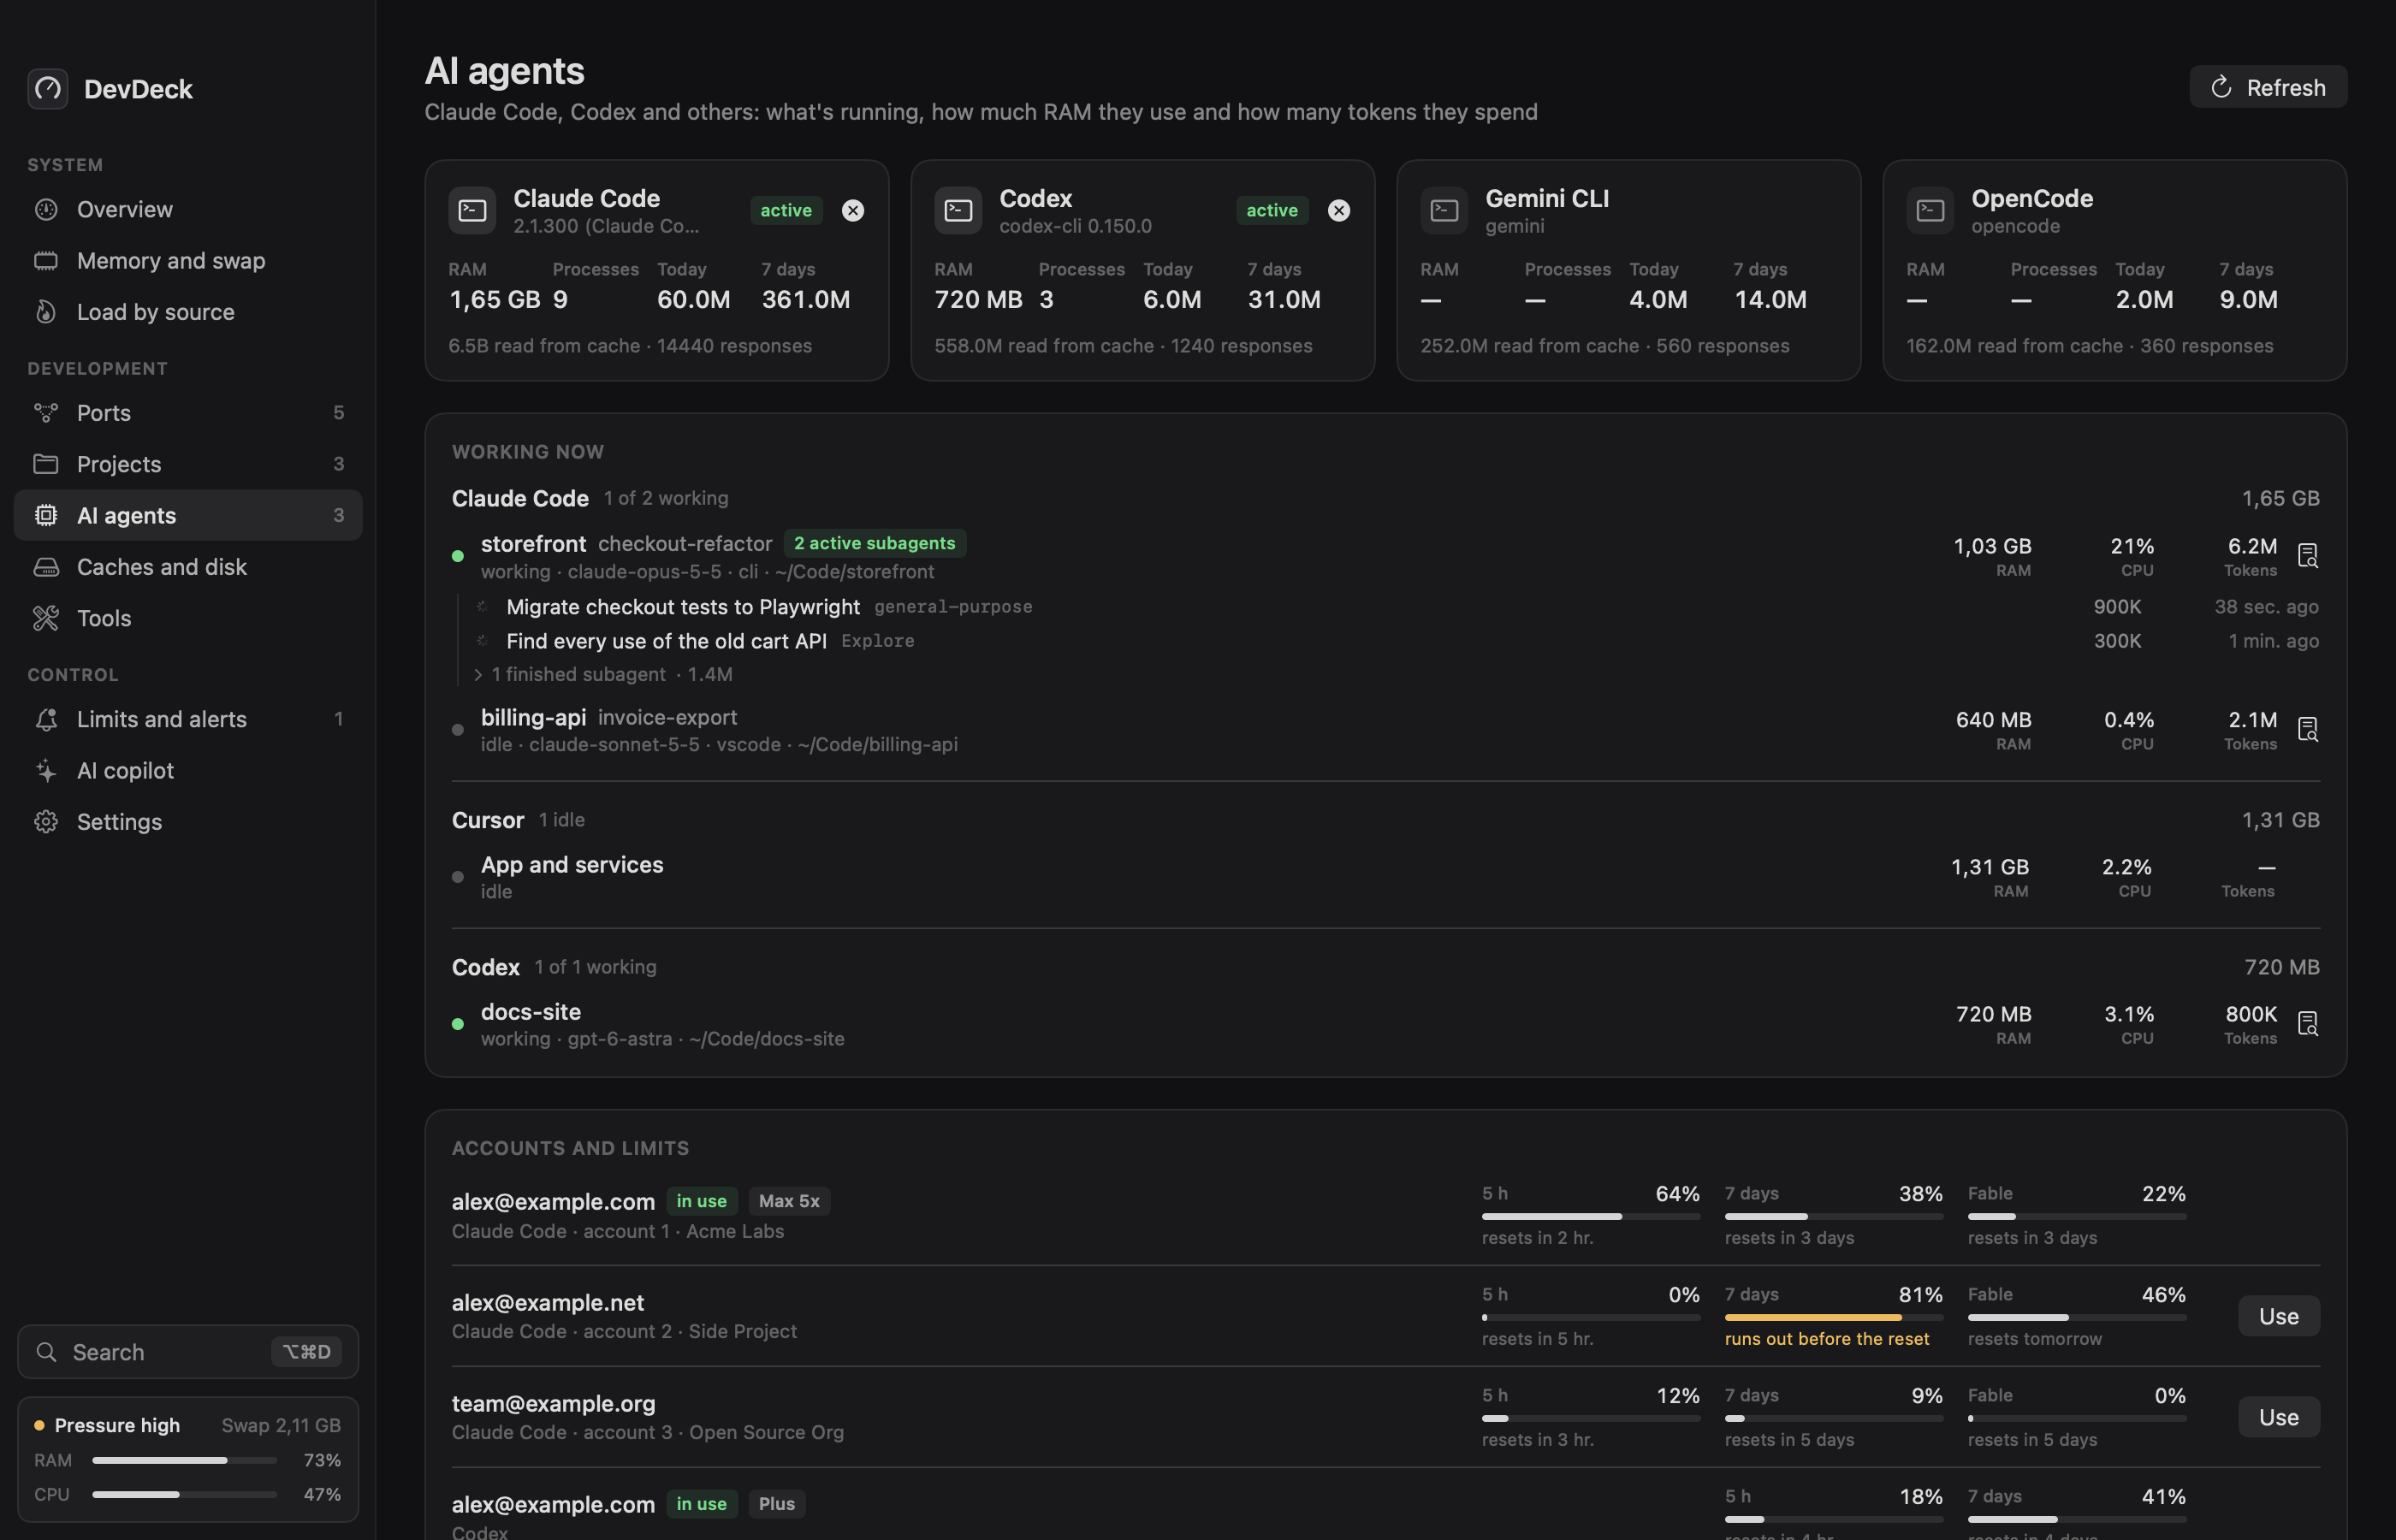 DevDeck
SYSTEM
Overview
Memory and swap
Load by source
DEVELOPMENT
Ports 5
Projects 3
AI agents 3
Caches and disk
Tools
CONTROL
Limits and alerts 1
AI copilot
Settings
Search ⌥⌘D
Pressure high Swap 2,11 GB
RAM 73%
CPU 47%
AI agents
Claude Code, Codex and others: what's running, how much RAM they use and how many tokens they spend
Refresh
Claude Code active
2.1.300 (Claude Co...
RAM Processes Today 7 days
1,65 GB 9 60.0M 361.0M
6.5B read from cache · 14440 responses
Codex active
codex-cli 0.150.0
RAM Processes Today 7 days
720 MB 3 6.0M 31.0M
558.0M read from cache · 1240 responses
Gemini CLI
gemini
RAM Processes Today 7 days
— — 4.0M 14.0M
252.0M read from cache · 560 responses
OpenCode
opencode
RAM Processes Today 7 days
— — 2.0M 9.0M
162.0M read from cache · 360 responses
WORKING NOW
Claude Code 1 of 2 working 1,65 GB
storefront checkout-refactor 2 active subagents 1,03 GB 21% 6.2M
working · claude-opus-5-5 · cli · ~/Code/storefront RAM CPU Tokens
Migrate checkout tests to Playwright general-purpose 900K 38 sec. ago
Find every use of the old cart API Explore 300K 1 min. ago
1 finished subagent · 1.4M
billing-api invoice-export 640 MB 0.4% 2.1M
idle · claude-sonnet-5-5 · vscode · ~/Code/billing-api RAM CPU Tokens
Cursor 1 idle 1,31 GB
App and services 1,31 GB 2.2% —
idle RAM CPU Tokens
Codex 1 of 1 working 720 MB
docs-site 720 MB 3.1% 800K
working · gpt-6-astra · ~/Code/docs-site RAM CPU Tokens
ACCOUNTS AND LIMITS
alex@example.com in use Max 5x 5 h 64% 7 days 38% Fable 22%
Claude Code · account 1 · Acme Labs resets in 2 hr. resets in 3 days resets in 3 days
alex@example.net 5 h 0% 7 days 81% Fable 46% Use
Claude Code · account 2 · Side Project resets in 5 hr. runs out before the reset resets tomorrow
team@example.org 5 h 12% 7 days 9% Fable 0% Use
Claude Code · account 3 · Open Source Org resets in 3 hr. resets in 5 days resets in 5 days
alex@example.com in use Plus 5 h 18% 7 days 41%
Codex resets in 4 hr. resets in 4 days